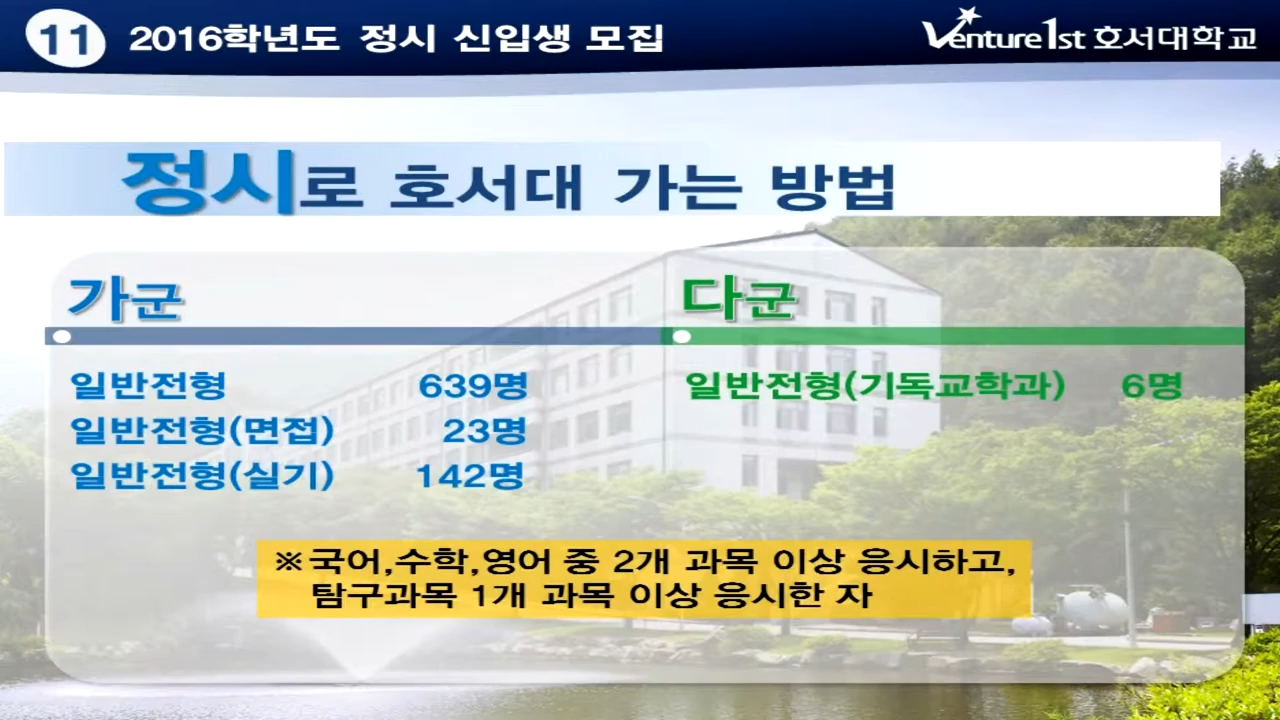 11 2016학년도 정시 신입생 모집
Venture 1st 호서대학교
정시로 호서대 가는 방법
가군
일반전형 639명
일반전형(면접) 23명
일반전형(실기) 142명
다군
일반전형(기독교학과) 6명
※국어,수학,영어 중 2개 과목 이상 응시하고,
탐구과목 1개 과목 이상 응시한 자